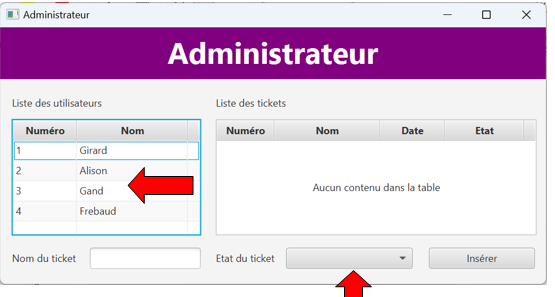 Administrateur
Administrateur
Liste des utilisateurs
Liste des tickets
Numéro Nom
Numéro Nom Date Etat
1 Girard
2 Alison
3 Gand
4 Frebaud
Aucun contenu dans la table
Nom du ticket
Etat du ticket
Insérer